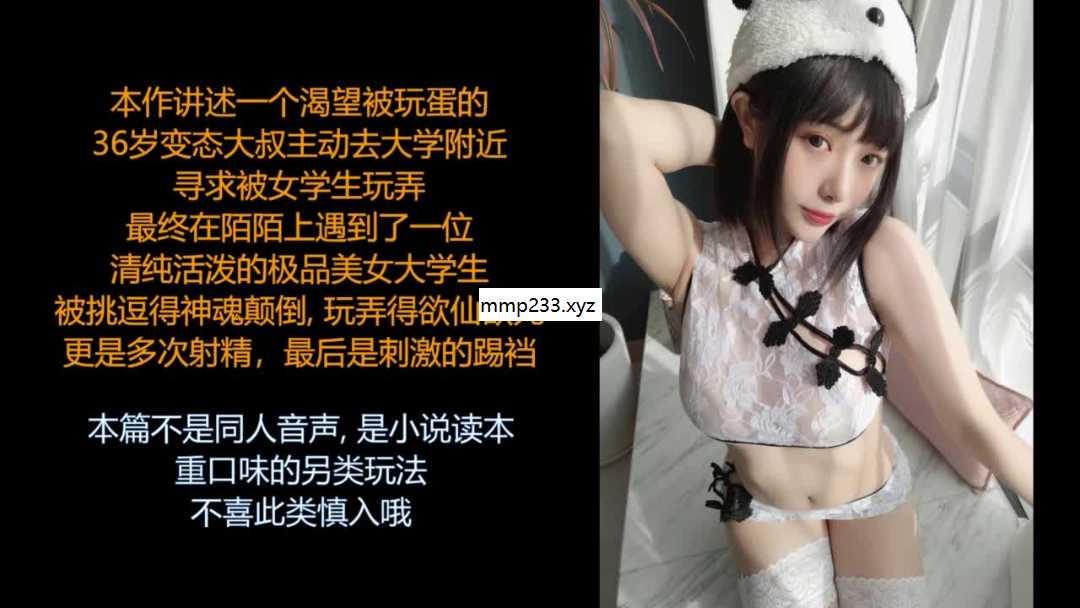 本作讲述一个渴望被玩蛋的
36岁变态大叔主动去大学附近
寻求被女学生玩弄
最终在陌陌上遇到了一位
清纯活泼的极品美女大学生
被挑逗得神魂颠倒, 玩弄得欲仙
mmp233.xyz
更是多次射精，最后是刺激的踢裆
本篇不是同人音声, 是小说读本
重口味的另类玩法
不喜此类慎入哦